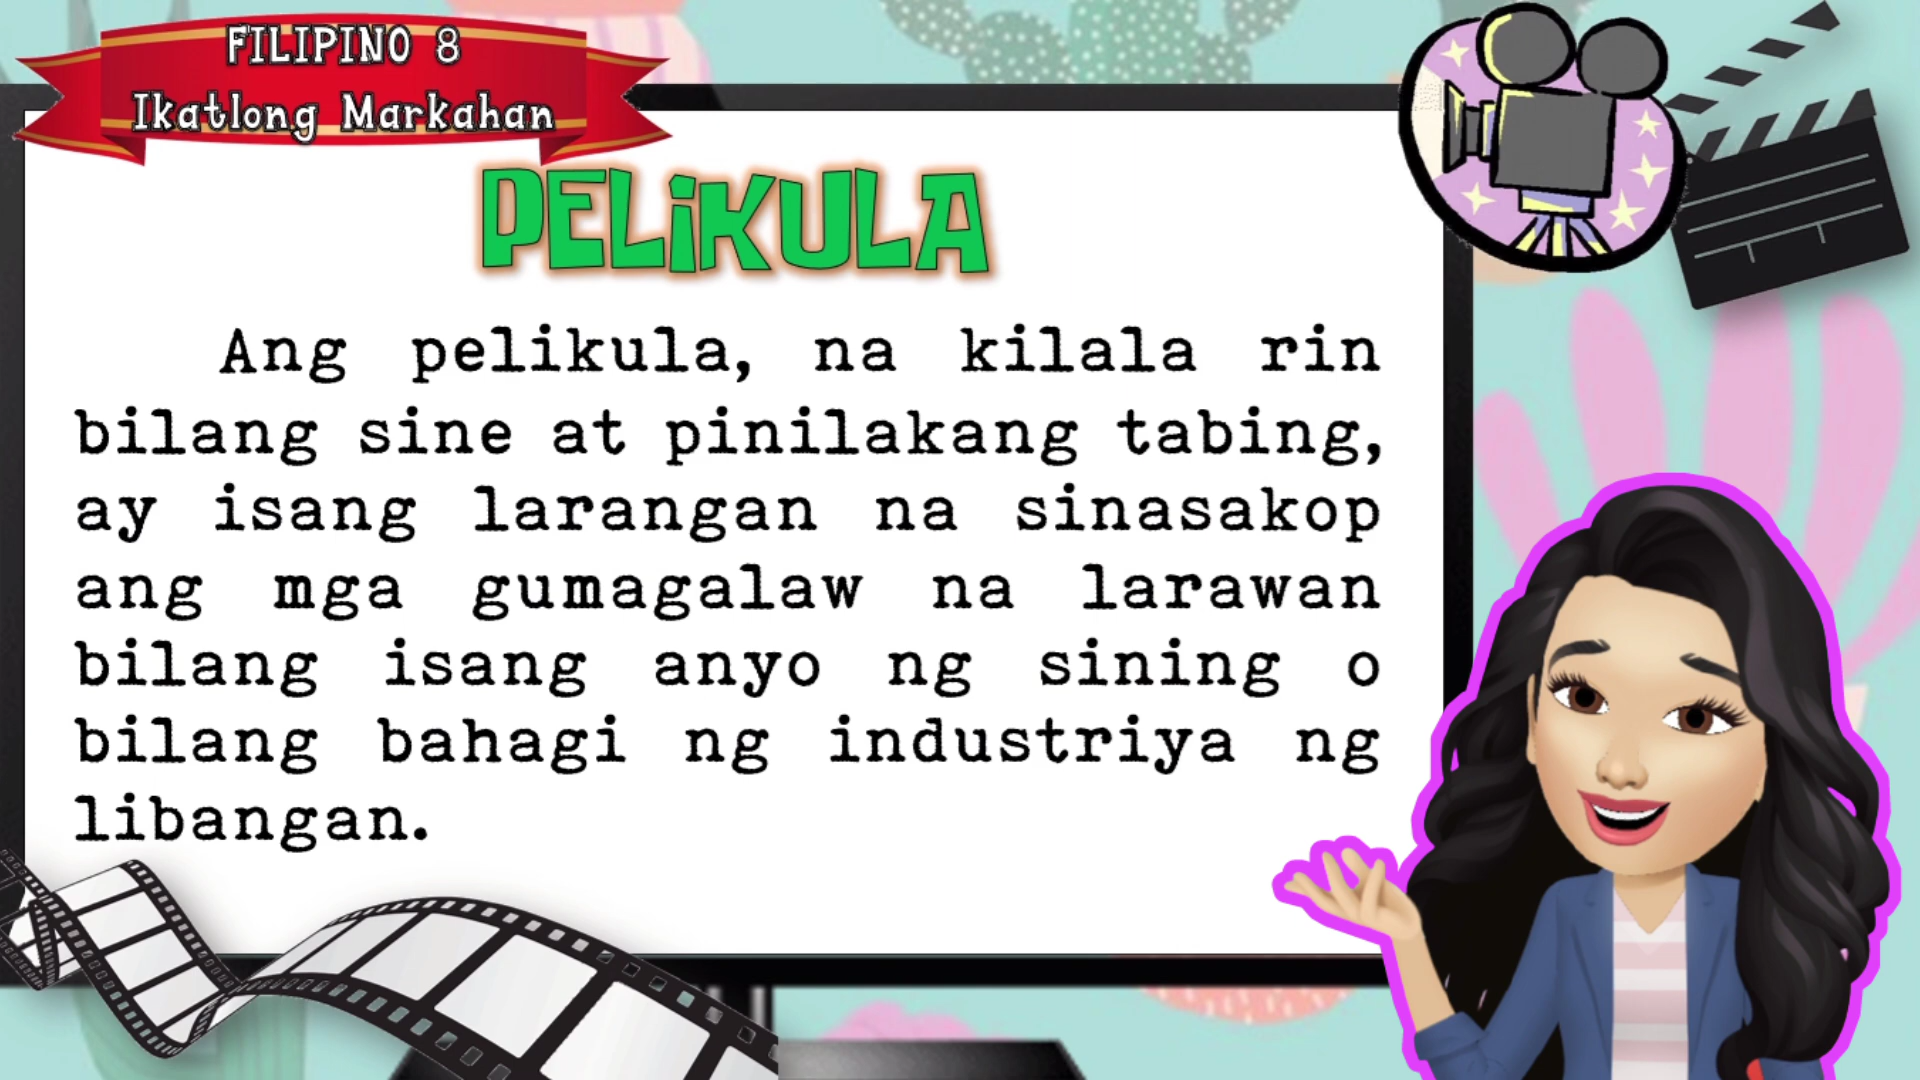 FILIPINO 8
Ikatlong Markahan
PELiKULA
Ang pelikula, na kilala rin
bilang sine at pinilakang tabing,
ay isang larangan na sinasakop
ang mga gumagalaw na larawan
bilang isang anyo ng sining o
bilang bahagi ng industriya ng
libangan.